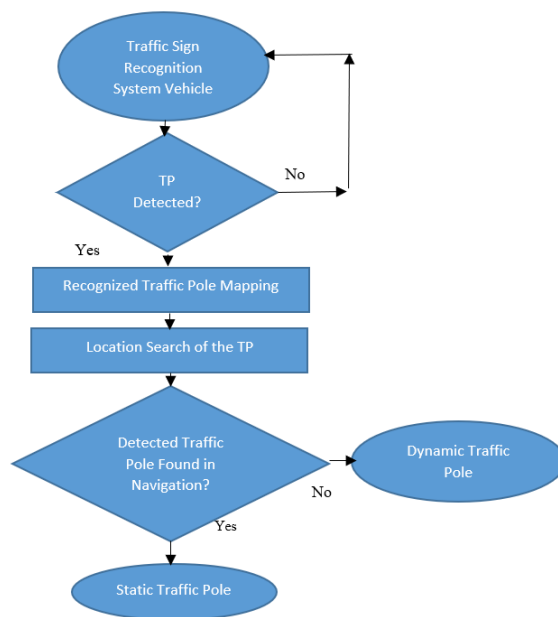 Traffic Sign
Recognition
System Vehicle
TP
Detected?
No
Yes
Recognized Traffic Pole Mapping
Location Search of the TP
Detected Traffic
Pole Found in
Navigation?
No
Dynamic Traffic
Pole
Yes
Static Traffic Pole